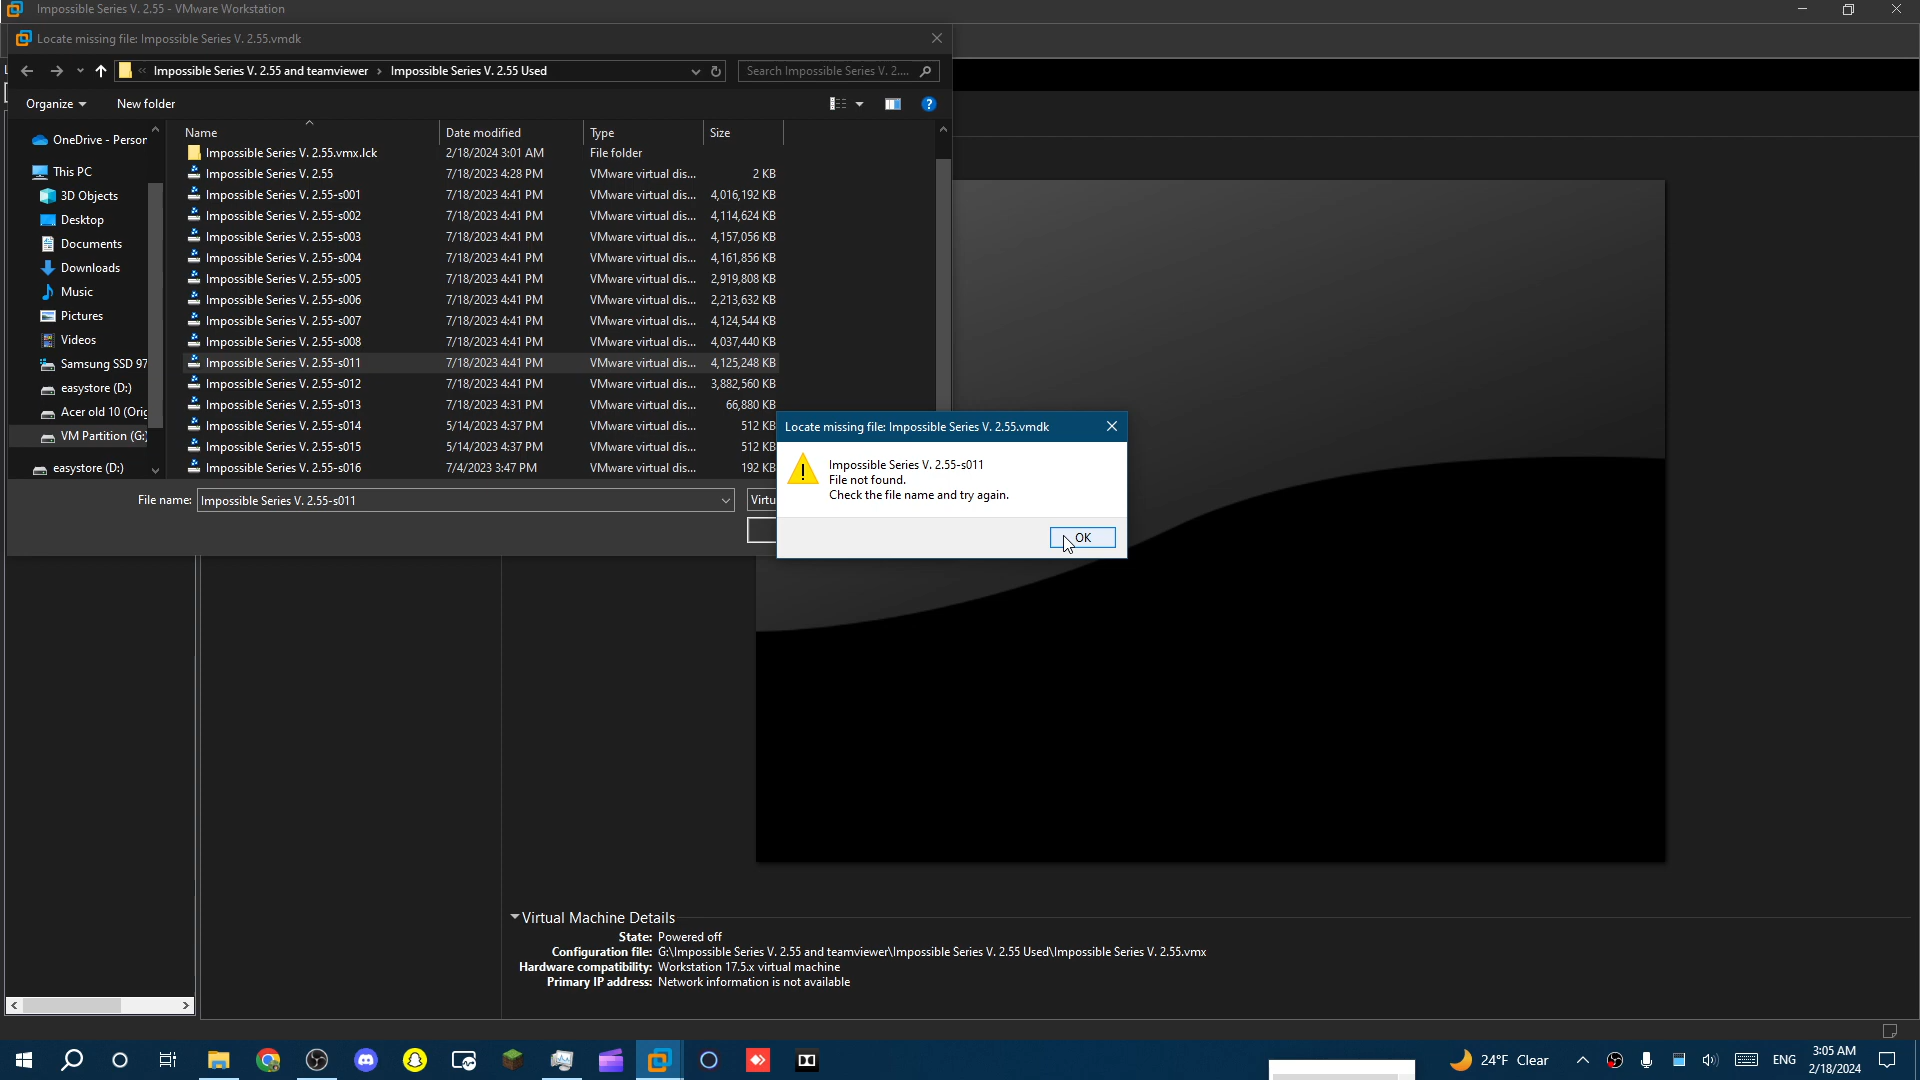 Impossible Series V. 2.55 - VMware Workstation
Locate missing file: Impossible Series V. 2.55.vmdk
« Impossible Series V. 2.55 and teamviewer › Impossible Series V. 2.55 Used
Search Impossible Series V. 2....
Organize New folder
Name Date modified Type Size
OneDrive - Person
This PC
3D Objects
Desktop
Documents
Downloads
Music
Pictures
Videos
Samsung SSD 97
easystore (D:)
Acer old 10 (Orig
VM Partition (G:)
easystore (D:)
Impossible Series V. 2.55.vmx.lck 2/18/2024 3:01 AM File folder
Impossible Series V. 2.55 7/18/2023 4:28 PM VMware virtual dis... 2 KB
Impossible Series V. 2.55-s001 7/18/2023 4:41 PM VMware virtual dis... 4,016,192 KB
Impossible Series V. 2.55-s002 7/18/2023 4:41 PM VMware virtual dis... 4,114,624 KB
Impossible Series V. 2.55-s003 7/18/2023 4:41 PM VMware virtual dis... 4,157,056 KB
Impossible Series V. 2.55-s004 7/18/2023 4:41 PM VMware virtual dis... 4,161,856 KB
Impossible Series V. 2.55-s005 7/18/2023 4:41 PM VMware virtual dis... 2,919,808 KB
Impossible Series V. 2.55-s006 7/18/2023 4:41 PM VMware virtual dis... 2,213,632 KB
Impossible Series V. 2.55-s007 7/18/2023 4:41 PM VMware virtual dis... 4,124,544 KB
Impossible Series V. 2.55-s008 7/18/2023 4:41 PM VMware virtual dis... 4,037,440 KB
Impossible Series V. 2.55-s011 7/18/2023 4:41 PM VMware virtual dis... 4,125,248 KB
Impossible Series V. 2.55-s012 7/18/2023 4:41 PM VMware virtual dis... 3,882,560 KB
Impossible Series V. 2.55-s013 7/18/2023 4:31 PM VMware virtual dis... 66,880 KB
Impossible Series V. 2.55-s014 5/14/2023 4:37 PM VMware virtual dis... 512 KB
Impossible Series V. 2.55-s015 5/14/2023 4:37 PM VMware virtual dis... 512 KB
Impossible Series V. 2.55-s016 7/4/2023 3:47 PM VMware virtual dis... 192 KB
File name: Impossible Series V. 2.55-s011 Virtu
Locate missing file: Impossible Series V. 2.55.vmdk
Impossible Series V. 2.55-s011
File not found.
Check the file name and try again.
OK
Virtual Machine Details
State: Powered off
Configuration file: G:\Impossible Series V. 2.55 and teamviewer\Impossible Series V. 2.55 Used\Impossible Series V. 2.55.vmx
Hardware compatibility: Workstation 17.5.x virtual machine
Primary IP address: Network information is not available
24°F Clear
ENG
3:05 AM
2/18/2024